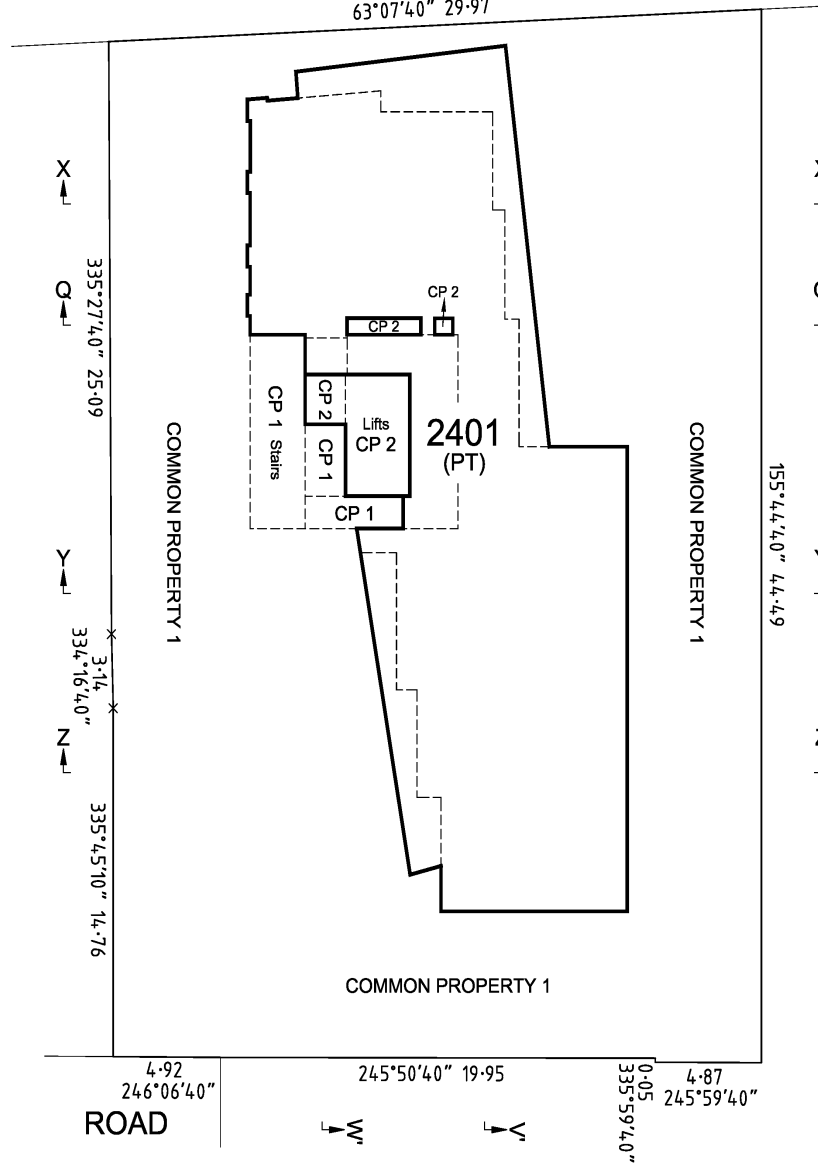 63°07'40" 29·97
X
X
CP 2
Q
Q
CP 2
335°27'40" 25·09
CP 1
Stairs
CP 2
Lifts
CP 2
CP 1
2401
(PT)
CP 1
COMMON PROPERTY 1
COMMON PROPERTY 1
155°44'40" 44·49
Y
Y
3·14
334°16'40"
Z
Z
335°45'10" 14·76
COMMON PROPERTY 1
4·92
246°06'40"
245°50'40" 19·95
0·05
335°59'40"
4·87
245°59'40"
ROAD
W'
V'